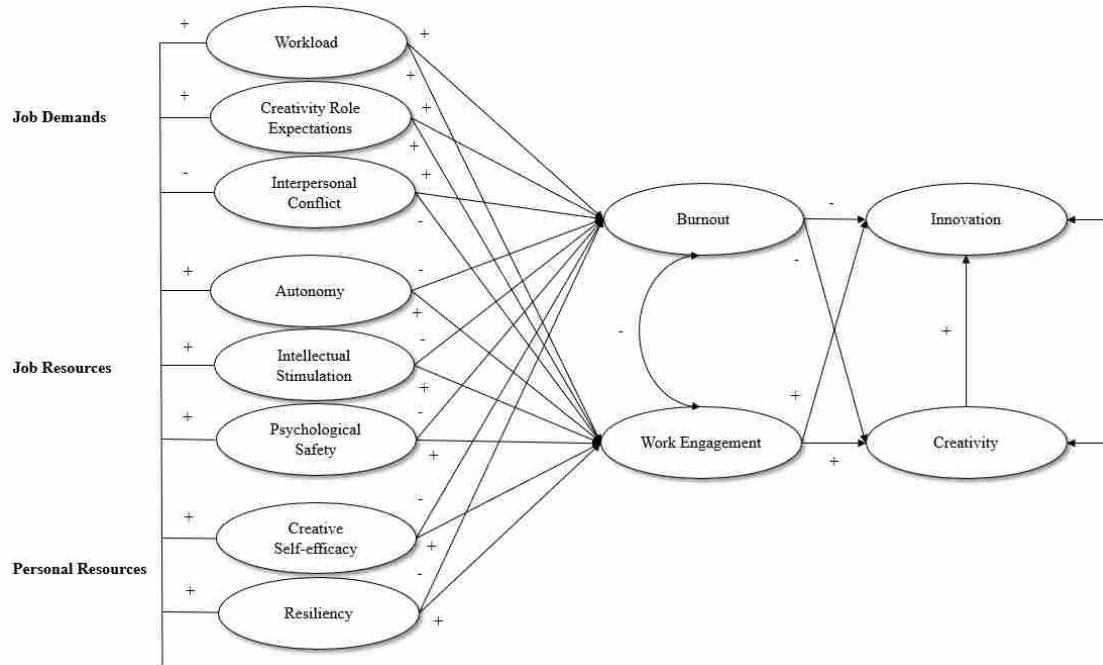 +
Workload
+
+
Job Demands
+
Creativity Role
Expectations
+
+
-
Interpersonal
Conflict
+
-
Burnout
-
Innovation
+
Autonomy
-
+
-
-
+
Job Resources
+
Intellectual
Stimulation
-
+
+
Psychological
Safety
-
+
Work Engagement
+
+
Creativity
+
Creative
Self-efficacy
-
+
Personal Resources
+
Resiliency
-
+